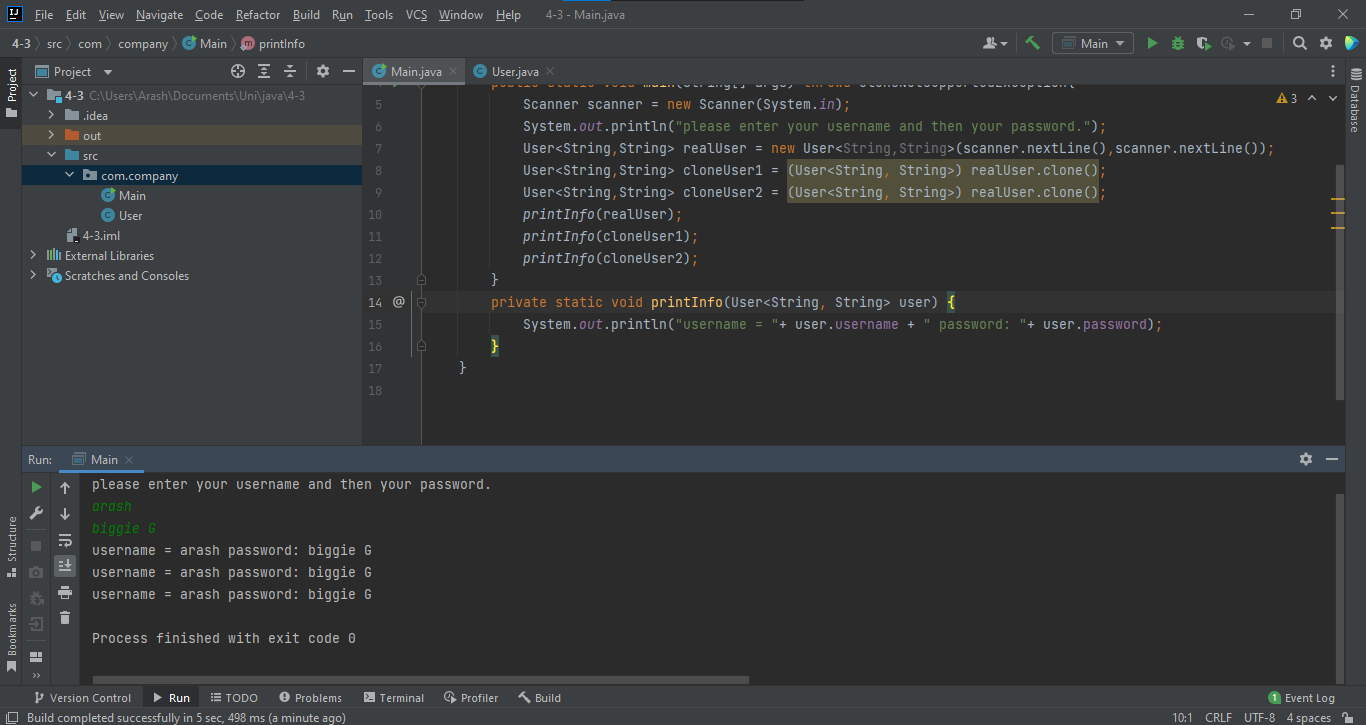 File Edit View Navigate Code Refactor Build Run Tools VCS Window Help 4-3 - Main.java
4-3 src com company Main printInfo Main
Project
Project
Main.java
User.java
Database
4-3 C:\Users\Arash\Documents\Uni\java\4-3
.idea
out
src
com.company
Main
User
4-3.iml
External Libraries
Scratches and Consoles
3
public static void main(String[] args) throws CloneNotSupportedException{
5 Scanner scanner = new Scanner(System.in);
6 System.out.println("please enter your username and then your password.");
7 User<String,String> realUser = new User<String,String>(scanner.nextLine(),scanner.nextLine());
8 User<String,String> cloneUser1 = (User<String, String>) realUser.clone();
9 User<String,String> cloneUser2 = (User<String, String>) realUser.clone();
10 printInfo(realUser);
11 printInfo(cloneUser1);
12 printInfo(cloneUser2);
13 }
14 @ private static void printInfo(User<String, String> user) {
15 System.out.println("username = "+ user.username + " password: "+ user.password);
16 }
17 }
18
Run: Main
Structure
Bookmarks
please enter your username and then your password.
arash
biggie G
username = arash password: biggie G
username = arash password: biggie G
username = arash password: biggie G
Process finished with exit code 0
Version Control Run TODO Problems Terminal Profiler Build 1 Event Log
Build completed successfully in 5 sec, 498 ms (a minute ago) 10:1 CRLF UTF-8 4 spaces